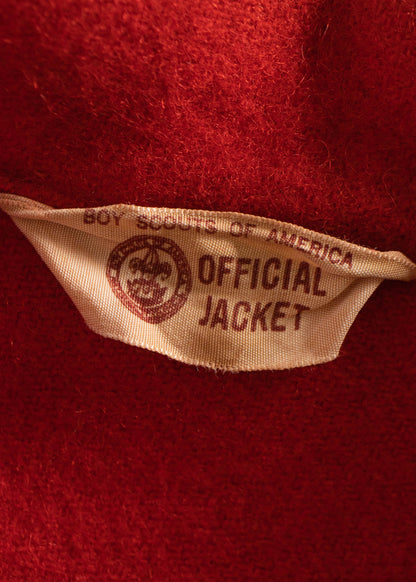 BOY SCOUTS OF AMERICA
OFFICIAL
JACKET